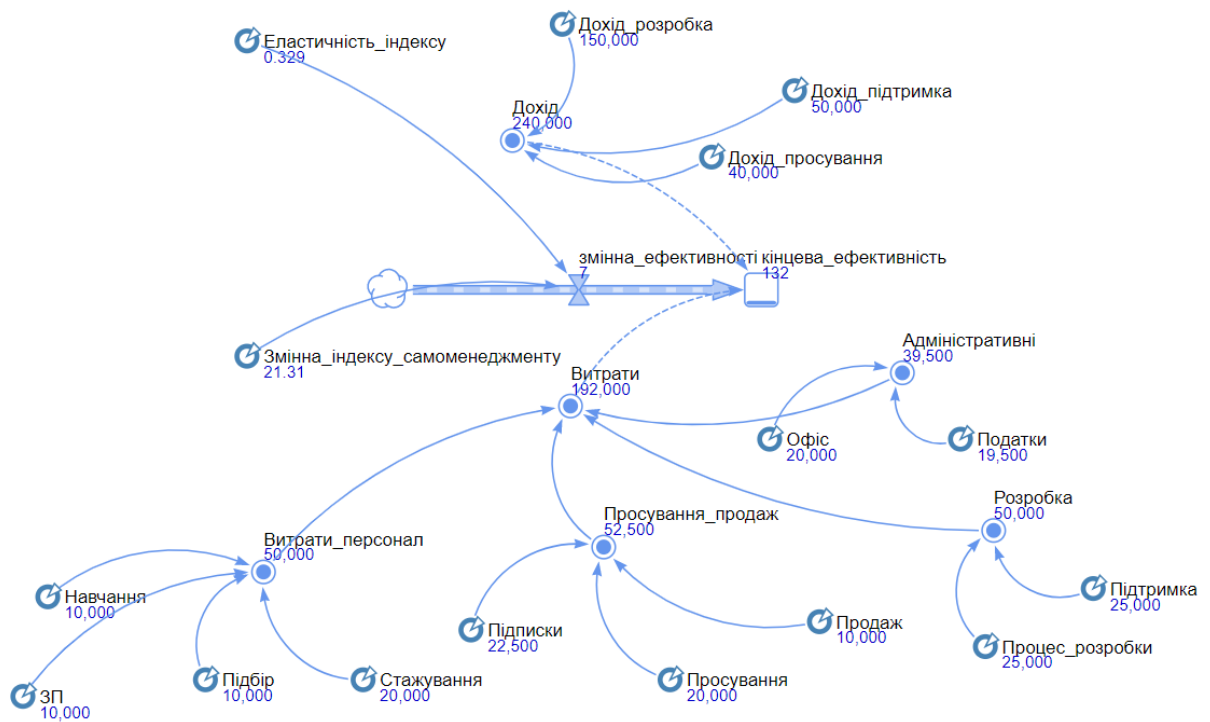 Дохід_розробка
150,000
Еластичність_індексу
0.329
Дохід_підтримка
50,000
Дохід
240,000
Дохід_просування
40,000
змінна_ефективності
7
кінцева_ефективність
132
Змінна_індексу_самоменеджменту
21.31
Адміністративні
39,500
Витрати
192,000
Офіс
20,000
Податки
19,500
Розробка
50,000
Просування_продаж
52,500
Витрати_персонал
50,000
Навчання
10,000
Підтримка
25,000
Підписки
22,500
Продаж
10,000
Процес_розробки
25,000
Підбір
10,000
Стажування
20,000
Просування
20,000
ЗП
10,000